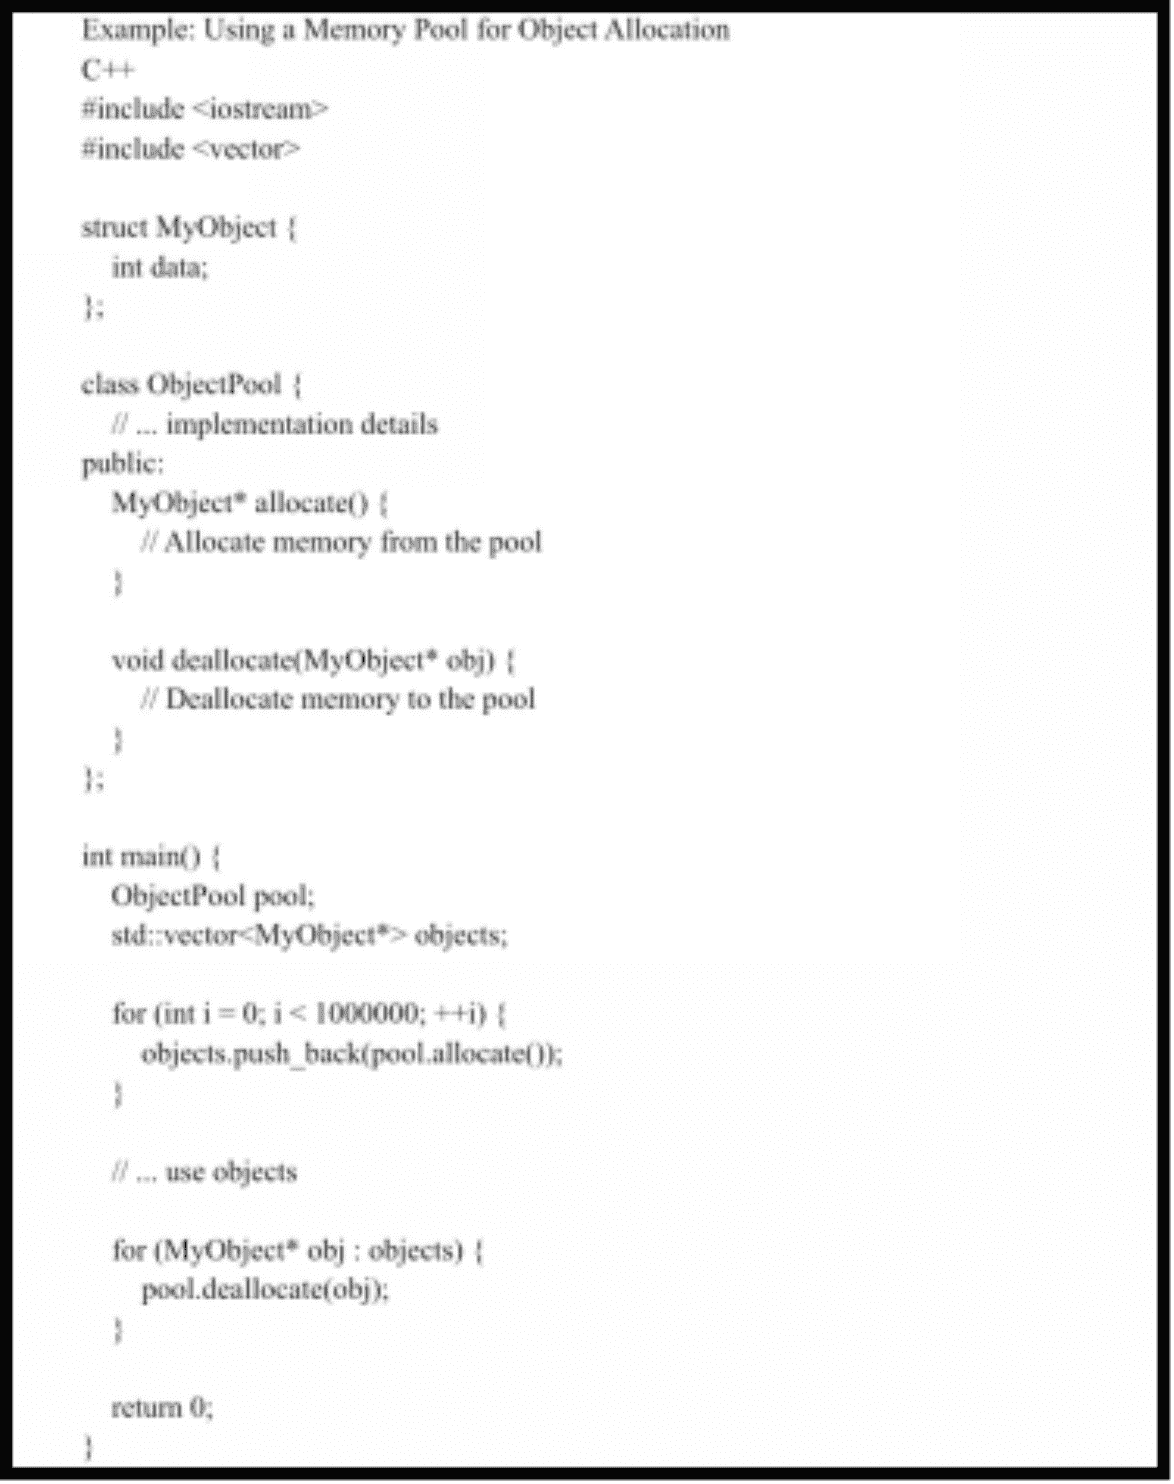 Example: Using a Memory Pool for Object Allocation
C++
#include <iostream>
#include <vector>
struct MyObject {
int data;
};
class ObjectPool {
// ... implementation details
public:
MyObject* allocate() {
// Allocate memory from the pool
}
void deallocate(MyObject* obj) {
// Deallocate memory to the pool
}
};
int main() {
ObjectPool pool;
std::vector<MyObject*> objects;
for (int i = 0; i < 1000000; ++i) {
objects.push_back(pool.allocate());
}
// ... use objects
for (MyObject* obj : objects) {
pool.deallocate(obj);
}
return 0;
}